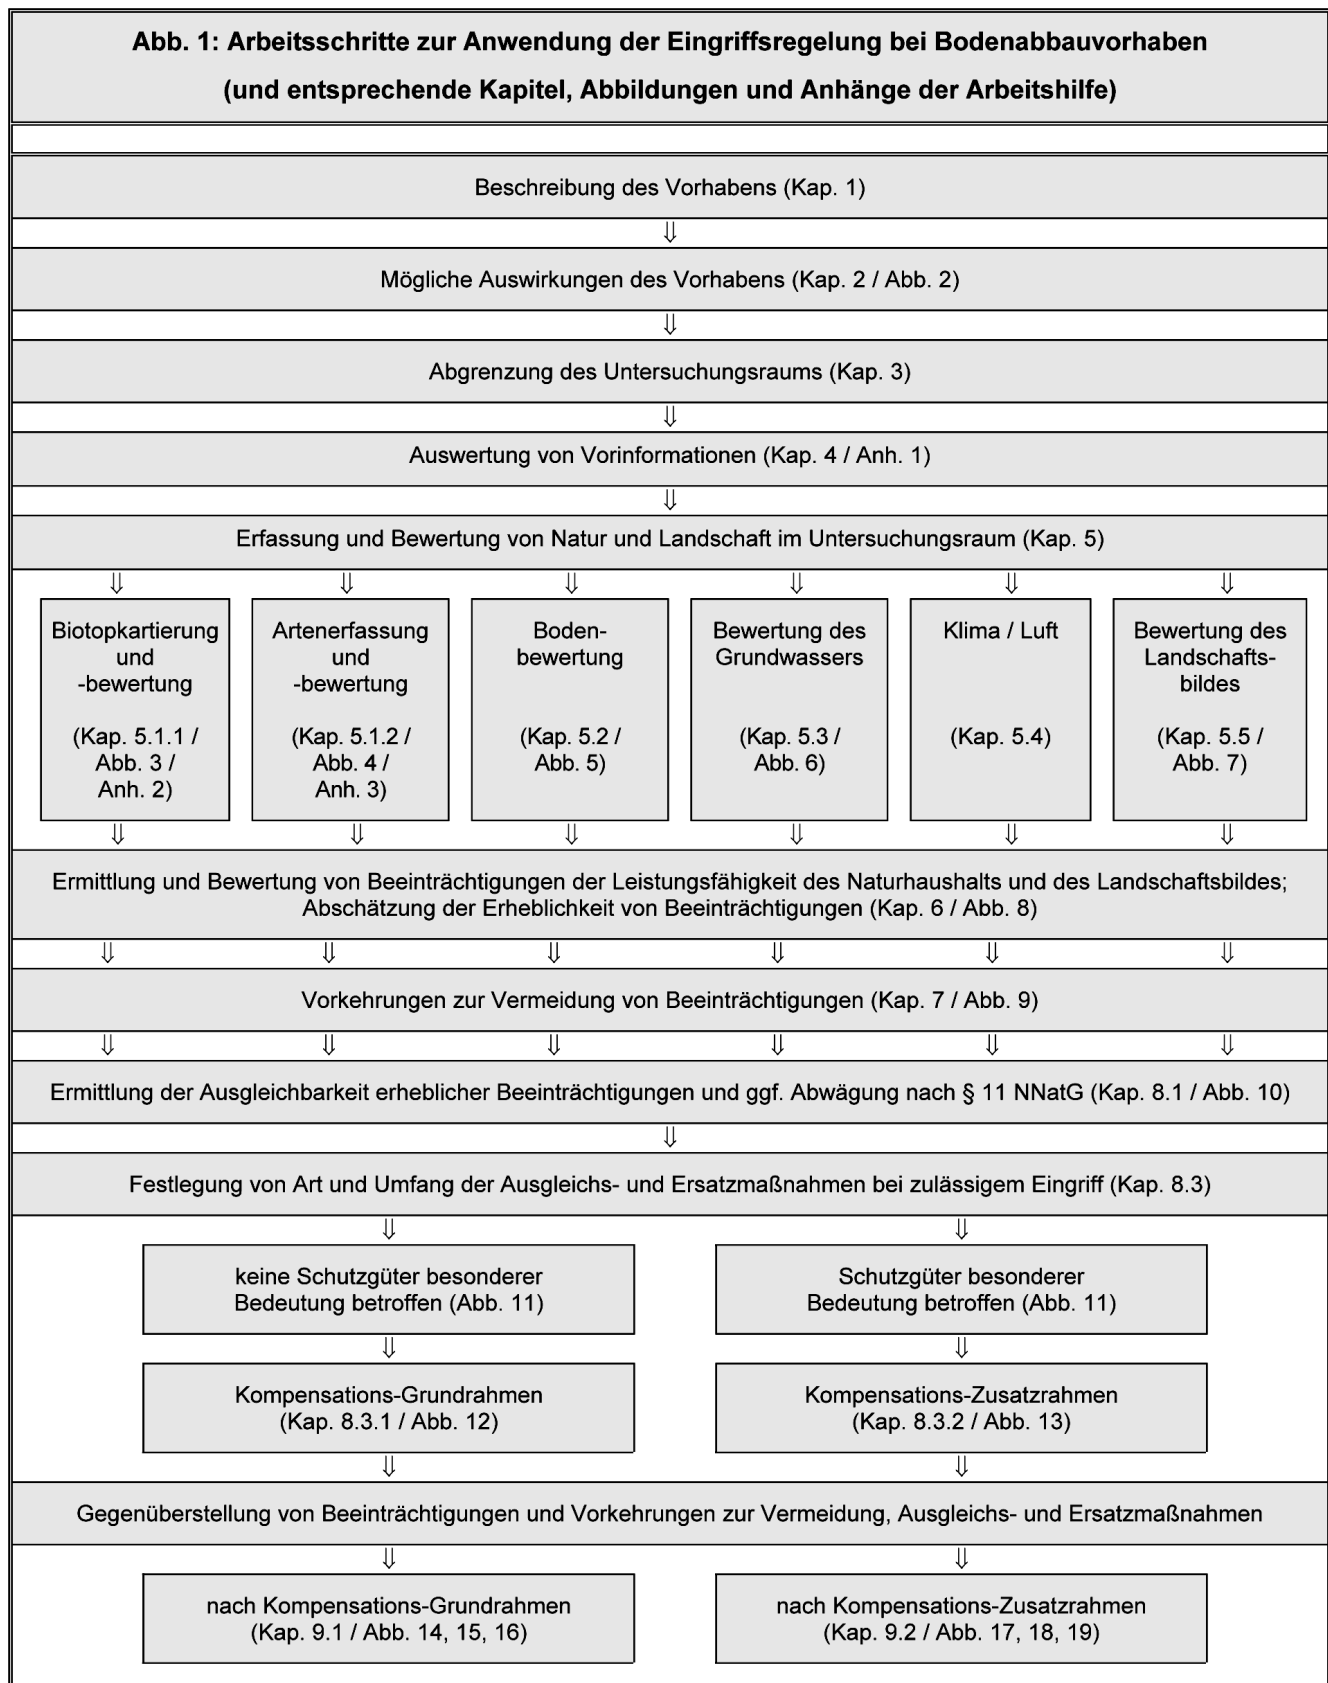 Abb. 1: Arbeitsschritte zur Anwendung der Eingriffsregelung bei Bodenabbauvorhaben
(und entsprechende Kapitel, Abbildungen und Anhänge der Arbeitshilfe)
Beschreibung des Vorhabens (Kap. 1)
⇓
Mögliche Auswirkungen des Vorhabens (Kap. 2 / Abb. 2)
⇓
Abgrenzung des Untersuchungsraums (Kap. 3)
⇓
Auswertung von Vorinformationen (Kap. 4 / Anh. 1)
⇓
Erfassung und Bewertung von Natur und Landschaft im Untersuchungsraum (Kap. 5)
⇓ ⇓ ⇓ ⇓ ⇓ ⇓
Biotopkartierung
und
-bewertung
(Kap. 5.1.1 /
Abb. 3 /
Anh. 2)
Artenerfassung
und
-bewertung
(Kap. 5.1.2 /
Abb. 4 /
Anh. 3)
Boden-
bewertung
(Kap. 5.2 /
Abb. 5)
Bewertung des
Grundwassers
(Kap. 5.3 /
Abb. 6)
Klima / Luft
(Kap. 5.4)
Bewertung des
Landschafts-
bildes
(Kap. 5.5 /
Abb. 7)
⇓ ⇓ ⇓ ⇓ ⇓ ⇓
Ermittlung und Bewertung von Beeinträchtigungen der Leistungsfähigkeit des Naturhaushalts und des Landschaftsbildes;
Abschätzung der Erheblichkeit von Beeinträchtigungen (Kap. 6 / Abb. 8)
⇓ ⇓ ⇓ ⇓ ⇓ ⇓
Vorkehrungen zur Vermeidung von Beeinträchtigungen (Kap. 7 / Abb. 9)
⇓ ⇓ ⇓ ⇓ ⇓ ⇓
Ermittlung der Ausgleichbarkeit erheblicher Beeinträchtigungen und ggf. Abwägung nach § 11 NNatG (Kap. 8.1 / Abb. 10)
⇓
Festlegung von Art und Umfang der Ausgleichs- und Ersatzmaßnahmen bei zulässigem Eingriff (Kap. 8.3)
⇓ ⇓
keine Schutzgüter besonderer
Bedeutung betroffen (Abb. 11)
Schutzgüter besonderer
Bedeutung betroffen (Abb. 11)
⇓ ⇓
Kompensations-Grundrahmen
(Kap. 8.3.1 / Abb. 12)
Kompensations-Zusatzrahmen
(Kap. 8.3.2 / Abb. 13)
⇓ ⇓
Gegenüberstellung von Beeinträchtigungen und Vorkehrungen zur Vermeidung, Ausgleichs- und Ersatzmaßnahmen
⇓ ⇓
nach Kompensations-Grundrahmen
(Kap. 9.1 / Abb. 14, 15, 16)
nach Kompensations-Zusatzrahmen
(Kap. 9.2 / Abb. 17, 18, 19)